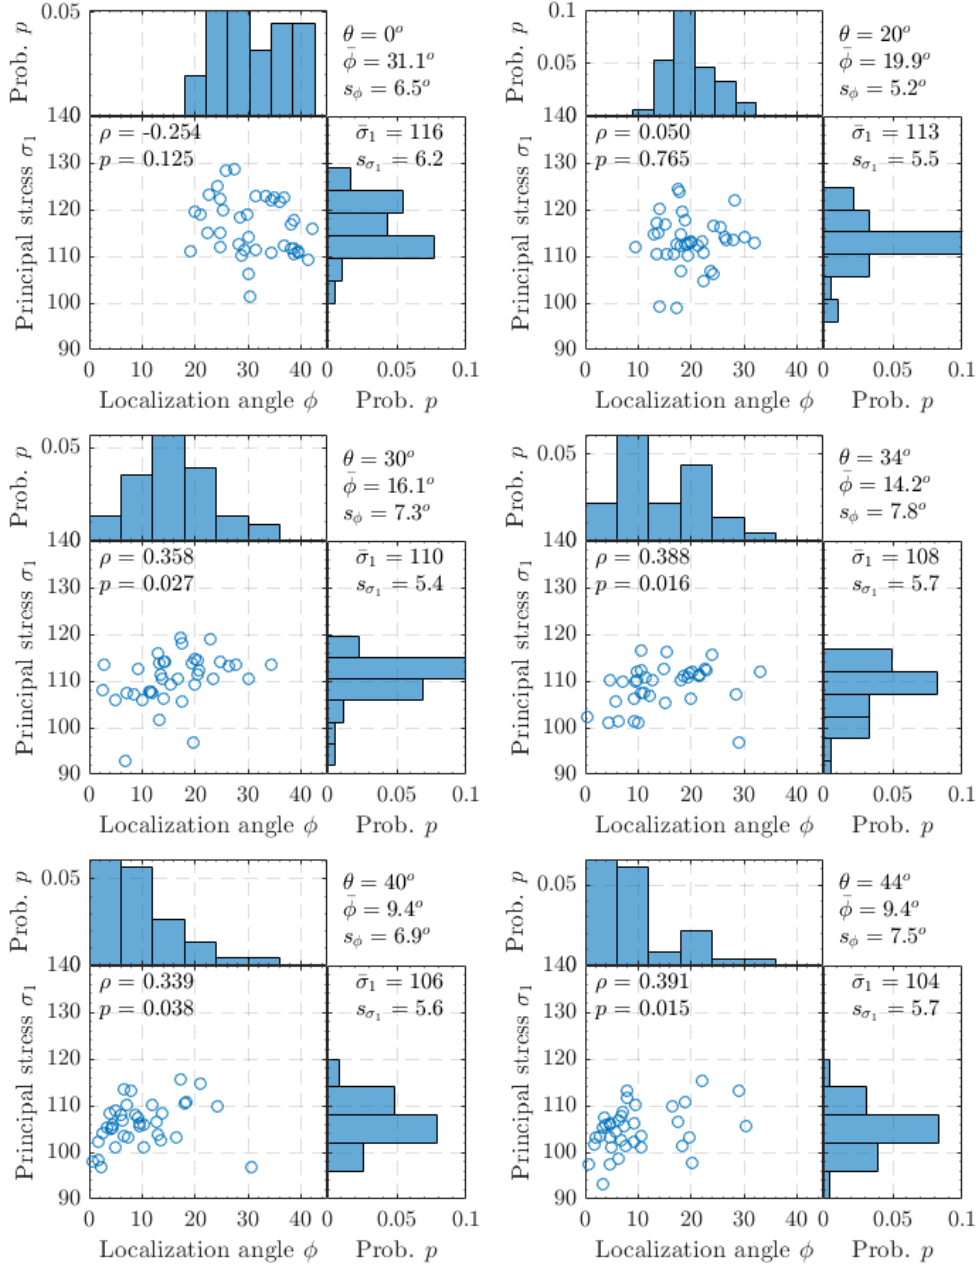 0.05
Prob. p
140
θ = 0°
φ̄ = 31.1°
s_φ = 6.5°
ρ = -0.254
p = 0.125
σ̄₁ = 116
s_σ₁ = 6.2
Principal stress σ₁
130
120
110
100
90
0 10 20 30 40
Localization angle φ
0 0.05 0.1
Prob. p
0.1
0.05
Prob. p
140
θ = 20°
φ̄ = 19.9°
s_φ = 5.2°
ρ = 0.050
p = 0.765
σ̄₁ = 113
s_σ₁ = 5.5
Principal stress σ₁
130
120
110
100
90
0 10 20 30 40
Localization angle φ
0 0.05 0.1
Prob. p
0.05
Prob. p
140
θ = 30°
φ̄ = 16.1°
s_φ = 7.3°
ρ = 0.358
p = 0.027
σ̄₁ = 110
s_σ₁ = 5.4
Principal stress σ₁
130
120
110
100
90
0 10 20 30 40
Localization angle φ
0 0.05 0.1
Prob. p
0.05
Prob. p
140
θ = 34°
φ̄ = 14.2°
s_φ = 7.8°
ρ = 0.388
p = 0.016
σ̄₁ = 108
s_σ₁ = 5.7
Principal stress σ₁
130
120
110
100
90
0 10 20 30 40
Localization angle φ
0 0.05 0.1
Prob. p
0.05
Prob. p
140
θ = 40°
φ̄ = 9.4°
s_φ = 6.9°
ρ = 0.339
p = 0.038
σ̄₁ = 106
s_σ₁ = 5.6
Principal stress σ₁
130
120
110
100
90
0 10 20 30 40
Localization angle φ
0 0.05 0.1
Prob. p
0.05
Prob. p
140
θ = 44°
φ̄ = 9.4°
s_φ = 7.5°
ρ = 0.391
p = 0.015
σ̄₁ = 104
s_σ₁ = 5.7
Principal stress σ₁
130
120
110
100
90
0 10 20 30 40
Localization angle φ
0 0.05 0.1
Prob. p